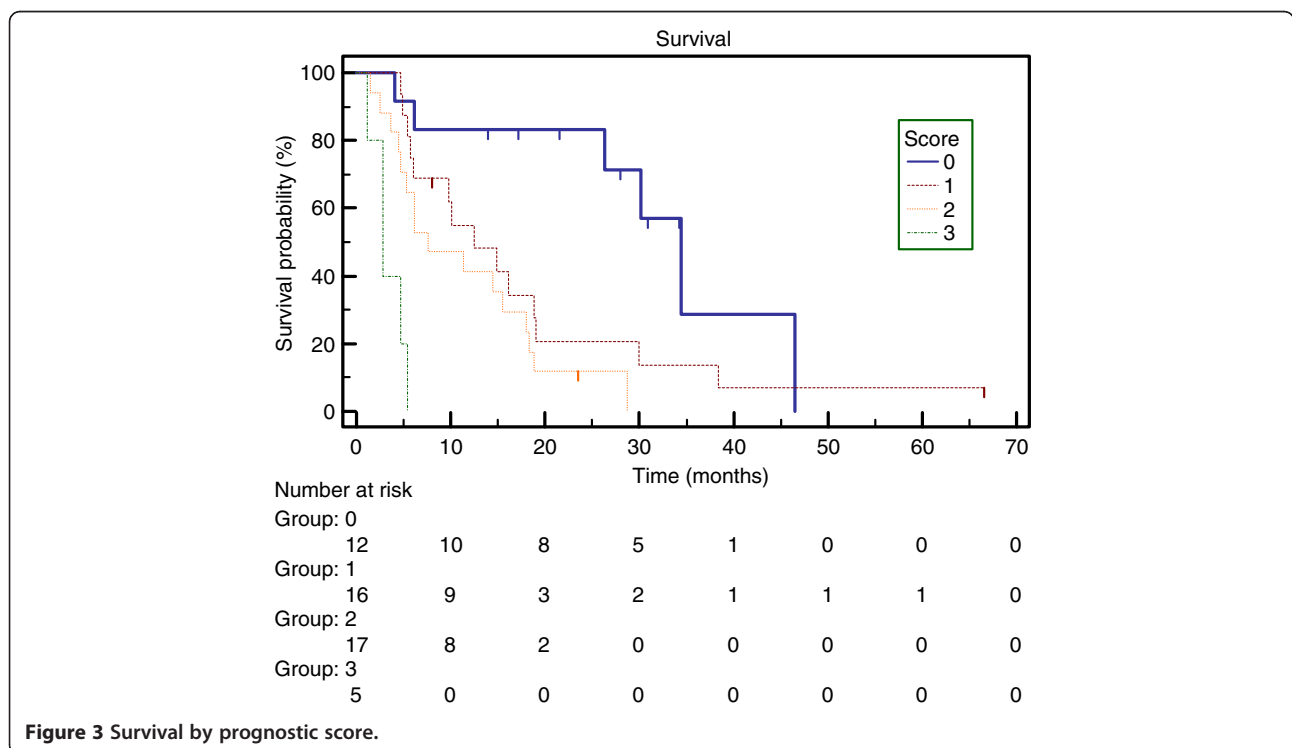 Survival
Survival probability (%)
100
80
60
40
20
0
Score
0
1
2
3
0 10 20 30 40 50 60 70
Time (months)
Number at risk
Group: 0
12 10 8 5 1 0 0 0
Group: 1
16 9 3 2 1 1 1 0
Group: 2
17 8 2 0 0 0 0 0
Group: 3
5 0 0 0 0 0 0 0
Figure 3 Survival by prognostic score.